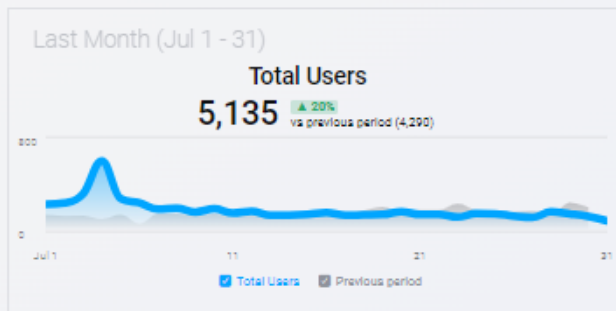 Last Month (Jul 1 - 31)
Total Users
5,135
▲ 20%
vs previous period (4,290)
800
0
Jul 1 11 21 31
Total Users Previous period